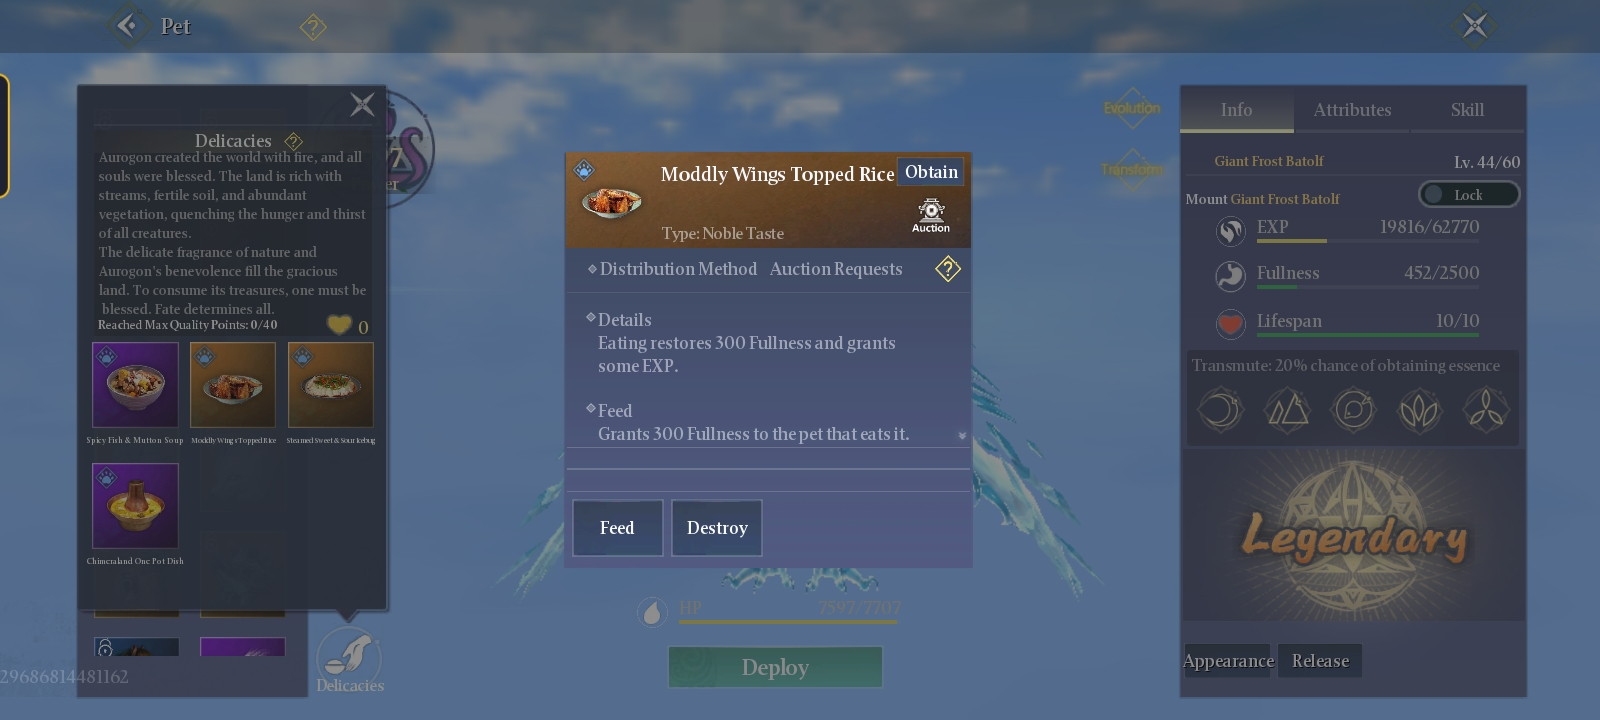 Pet
Delicacies
Aurogon created the world with fire, and all
souls were blessed. The land is rich with
streams, fertile soil, and abundant
vegetation, quenching the hunger and thirst
of all creatures.
The delicate fragrance of nature and
Aurogon's benevolence fill the gracious
land. To consume its treasures, one must be
blessed. Fate determines all.
Reached Max Quality Points: 0/40
0
Spicy Fish & Mutton Soup
Moddly Wings Topped Rice
Steamed Sweet & Sour Icebug
Chimeraland One Pot Dish
29686814481162
Delicacies
Moddly Wings Topped Rice
Obtain
Auction
Type: Noble Taste
Distribution Method Auction Requests
?
Details
Eating restores 300 Fullness and grants
some EXP.
Feed
Grants 300 Fullness to the pet that eats it.
Feed
Destroy
HP 7597/7707
Deploy
Evolution
Transform
Info
Attributes
Skill
Giant Frost Batolf
Lv. 44/60
Mount Giant Frost Batolf
Lock
EXP 19816/62770
Fullness 452/2500
Lifespan 10/10
Transmute: 20% chance of obtaining essence
Legendary
Appearance
Release